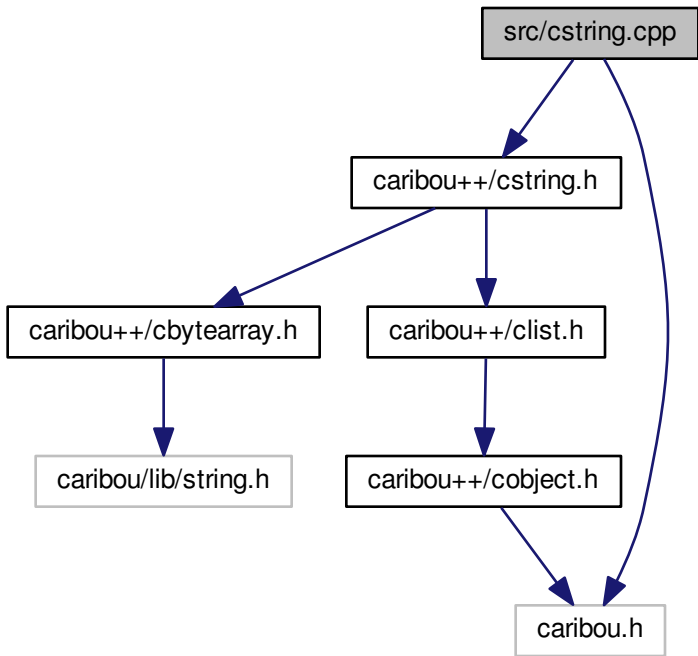 src/cstring.cpp
caribou++/cstring.h
caribou++/cbytearray.h
caribou++/clist.h
caribou/lib/string.h
caribou++/cobject.h
caribou.h